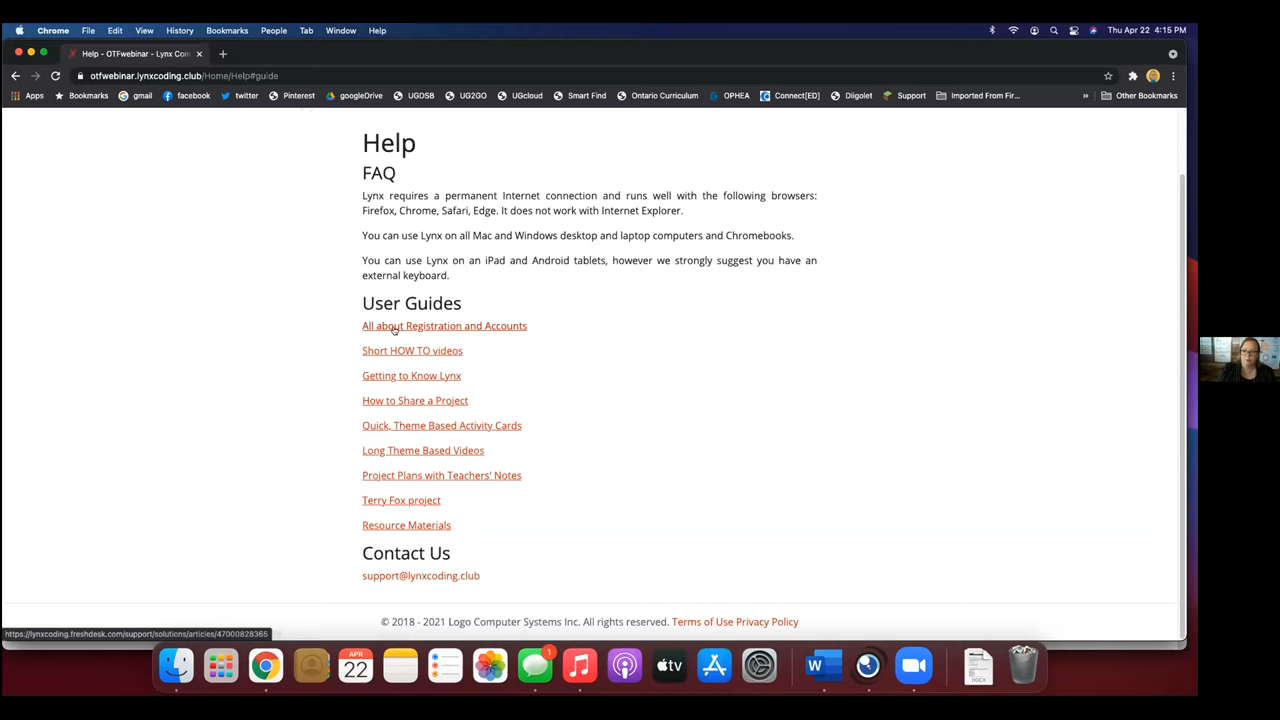 Chrome File Edit View History Bookmarks People Tab Window Help Thu Apr 22 4:15 PM
Help - OTFwebinar - Lynx Com
otfwebinar.lynxcoding.club/Home/Help#guide
Apps Bookmarks gmail facebook twitter Pinterest googleDrive UGDSB UG2GO UGcloud Smart Find Ontario Curriculum OPHEA Connect[ED] Diigolet Support Imported From Fir... » Other Bookmarks
Help
FAQ
Lynx requires a permanent Internet connection and runs well with the following browsers:
Firefox, Chrome, Safari, Edge. It does not work with Internet Explorer.
You can use Lynx on all Mac and Windows desktop and laptop computers and Chromebooks.
You can use Lynx on an iPad and Android tablets, however we strongly suggest you have an
external keyboard.
User Guides
All about Registration and Accounts
Short HOW TO videos
Getting to Know Lynx
How to Share a Project
Quick, Theme Based Activity Cards
Long Theme Based Videos
Project Plans with Teachers' Notes
Terry Fox project
Resource Materials
Contact Us
support@lynxcoding.club
© 2018 - 2021 Logo Computer Systems Inc. All rights reserved. Terms of Use Privacy Policy
https://lynxcoding.freshdesk.com/support/solutions/articles/47000828365
APR
22
1
tv
W
DOCX